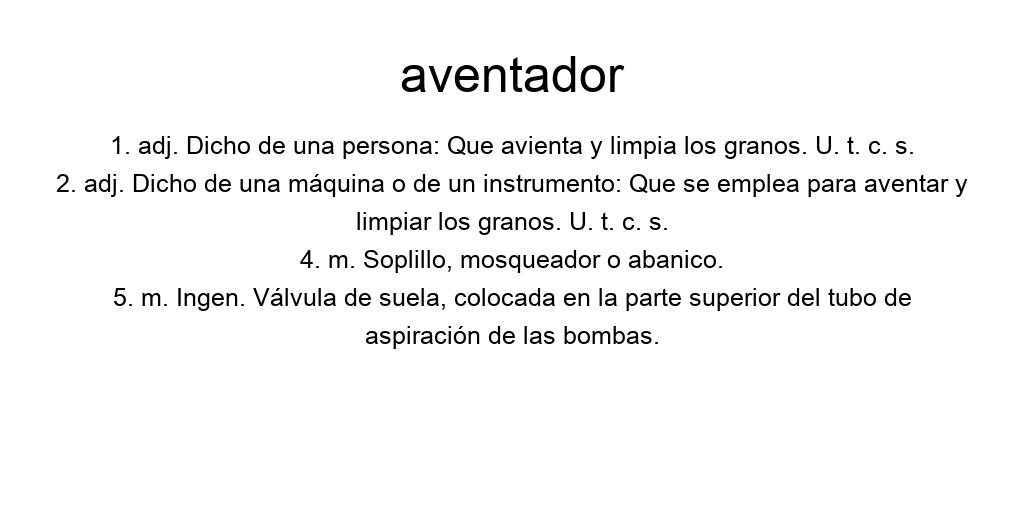 aventador
1. adj. Dicho de una persona: Que avienta y limpia los granos. U. t. c. s.
2. adj. Dicho de una máquina o de un instrumento: Que se emplea para aventar y
limpiar los granos. U. t. c. s.
4. m. Soplillo, mosqueador o abanico.
5. m. Ingen. Válvula de suela, colocada en la parte superior del tubo de
aspiración de las bombas.